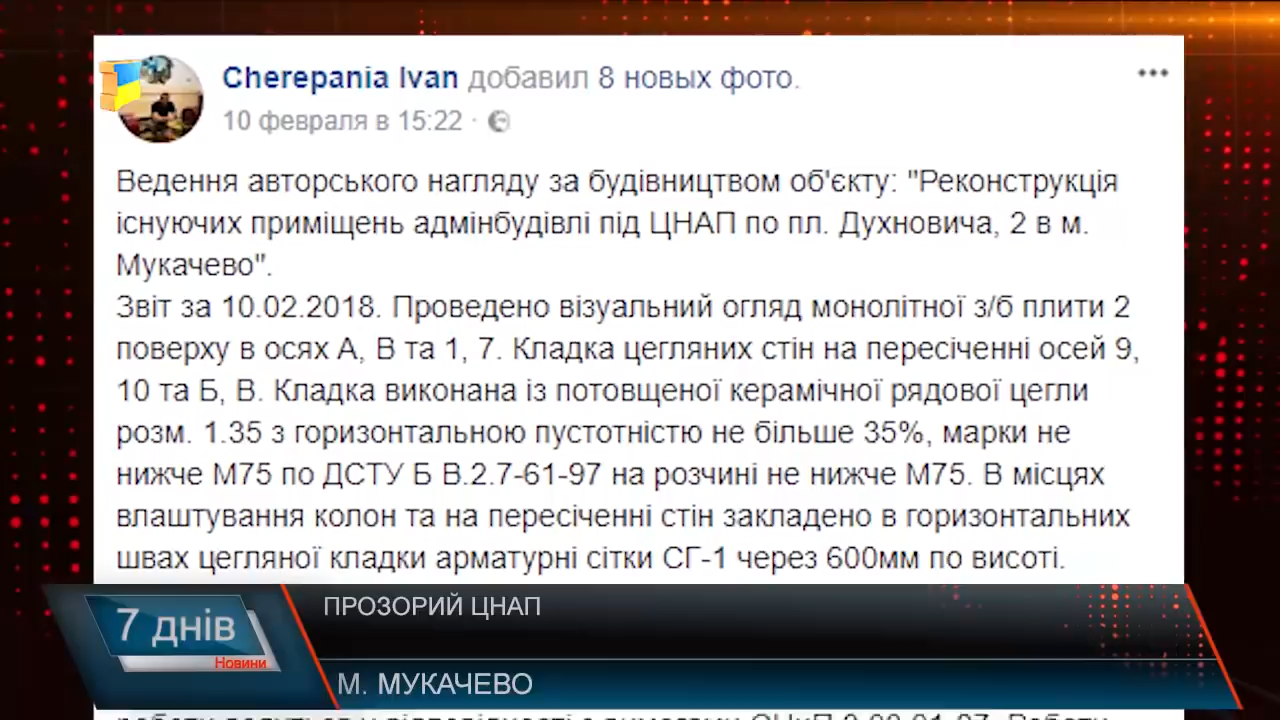 Cherepania Ivan добавил 8 новых фото.
10 февраля в 15:22 ·
Ведення авторського нагляду за будівництвом об'єкту: "Реконструкція
існуючих приміщень адмінбудівлі під ЦНАП по пл. Духновича, 2 в м.
Мукачево".
Звіт за 10.02.2018. Проведено візуальний огляд монолітної з/б плити 2
поверху в осях А, В та 1, 7. Кладка цегляних стін на пересіченні осей 9,
10 та Б, В. Кладка виконана із потовщеної керамічної рядової цегли
розм. 1.35 з горизонтальною пустотністю не більше 35%, марки не
нижче М75 по ДСТУ Б В.2.7-61-97 на розчині не нижче М75. В місцях
влаштування колон та на пересіченні стін закладено в горизонтальних
швах цегляної кладки арматурні сітки СГ-1 через 600мм по висоті.
ПРОЗОРИЙ ЦНАП
7 днів
Новини
М. МУКАЧЕВО